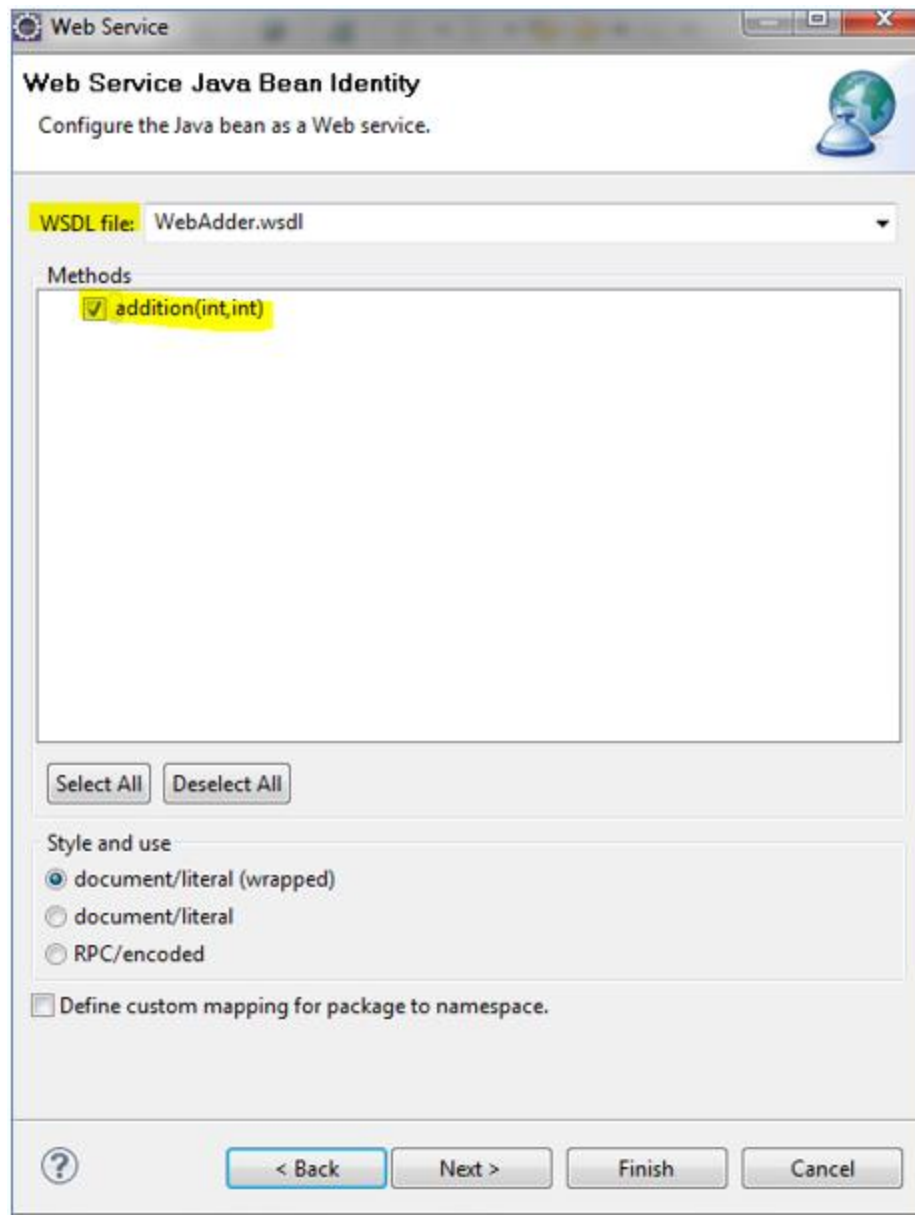 Web Service
Web Service Java Bean Identity
Configure the Java bean as a Web service.
WSDL file: WebAdder.wsdl
Methods
addition(int,int)
Select All Deselect All
Style and use
document/literal (wrapped)
document/literal
RPC/encoded
Define custom mapping for package to namespace.
< Back Next > Finish Cancel